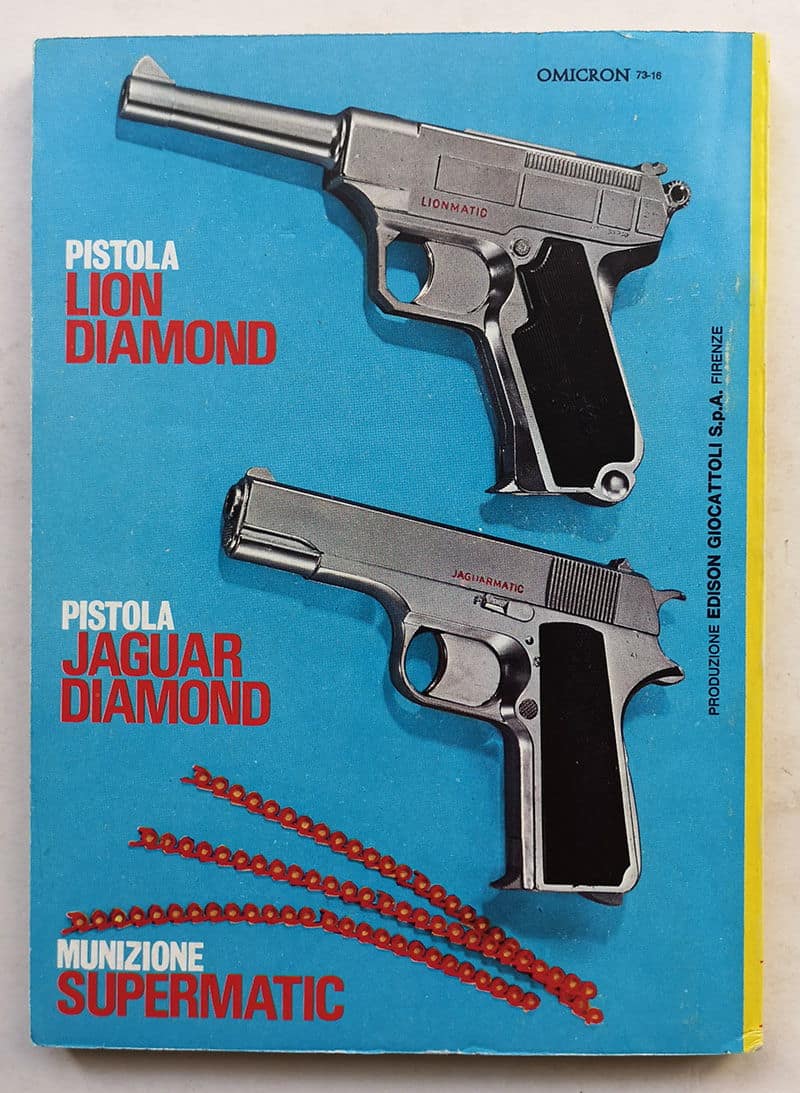 OMICRON 73-16
LIONMATIC
PISTOLA
LION
DIAMOND
PRODUZIONE EDISON GIOCATTOLI S.p.A. FIRENZE
JAGUARMATIC
PISTOLA
JAGUAR
DIAMOND
MUNIZIONE
SUPERMATIC